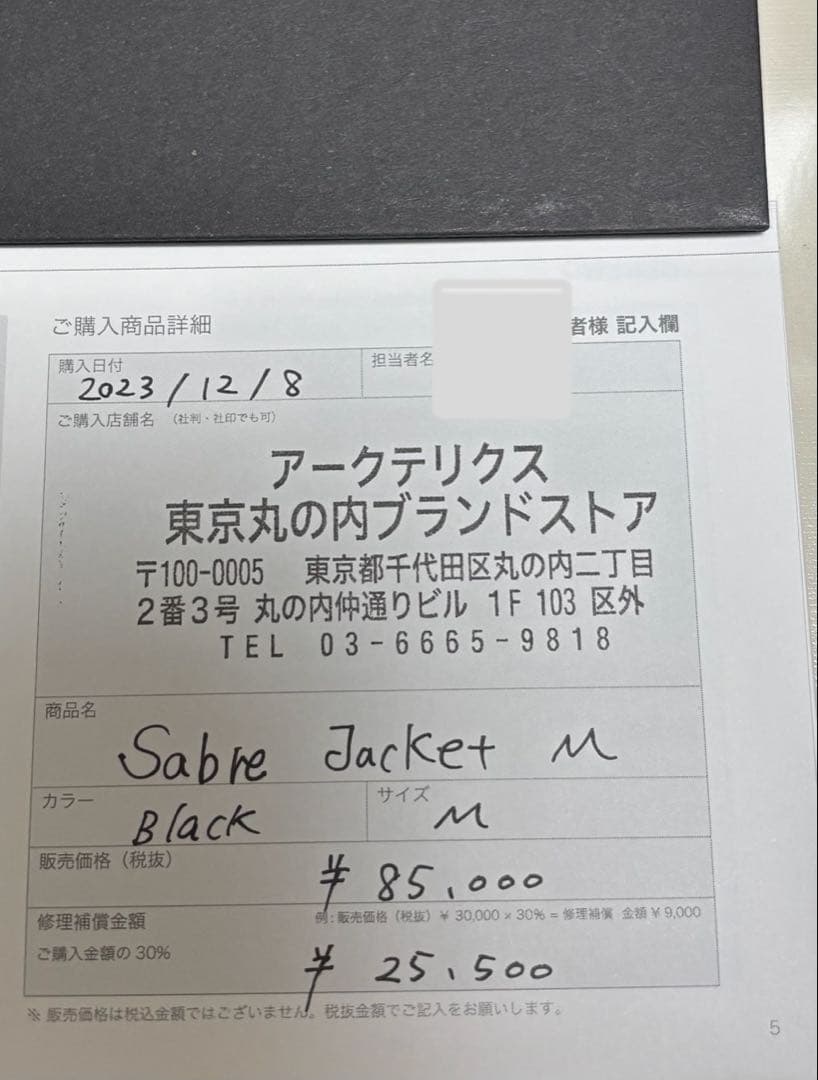 ご購入商品詳細
者様 記入欄
購入日付
担当者名
2023/12/8
ご購入店舗名 (社判・社印でも可)
アークテリクス
東京丸の内ブランドストア
〒100-0005 東京都千代田区丸の内二丁目
2番3号 丸の内仲通りビル 1F 103 区外
TEL 03-6665-9818
商品名
Sabre Jacket M
カラー
サイズ
Black
M
販売価格（税抜）
¥ 85,000
修理補償金額
例：販売価格（税抜）￥30,000×30%＝修理補償 金額￥9,000
ご購入金額の30%
¥ 25,500
※ 販売価格は税込金額ではございません。税抜金額でご記入をお願いします。
5